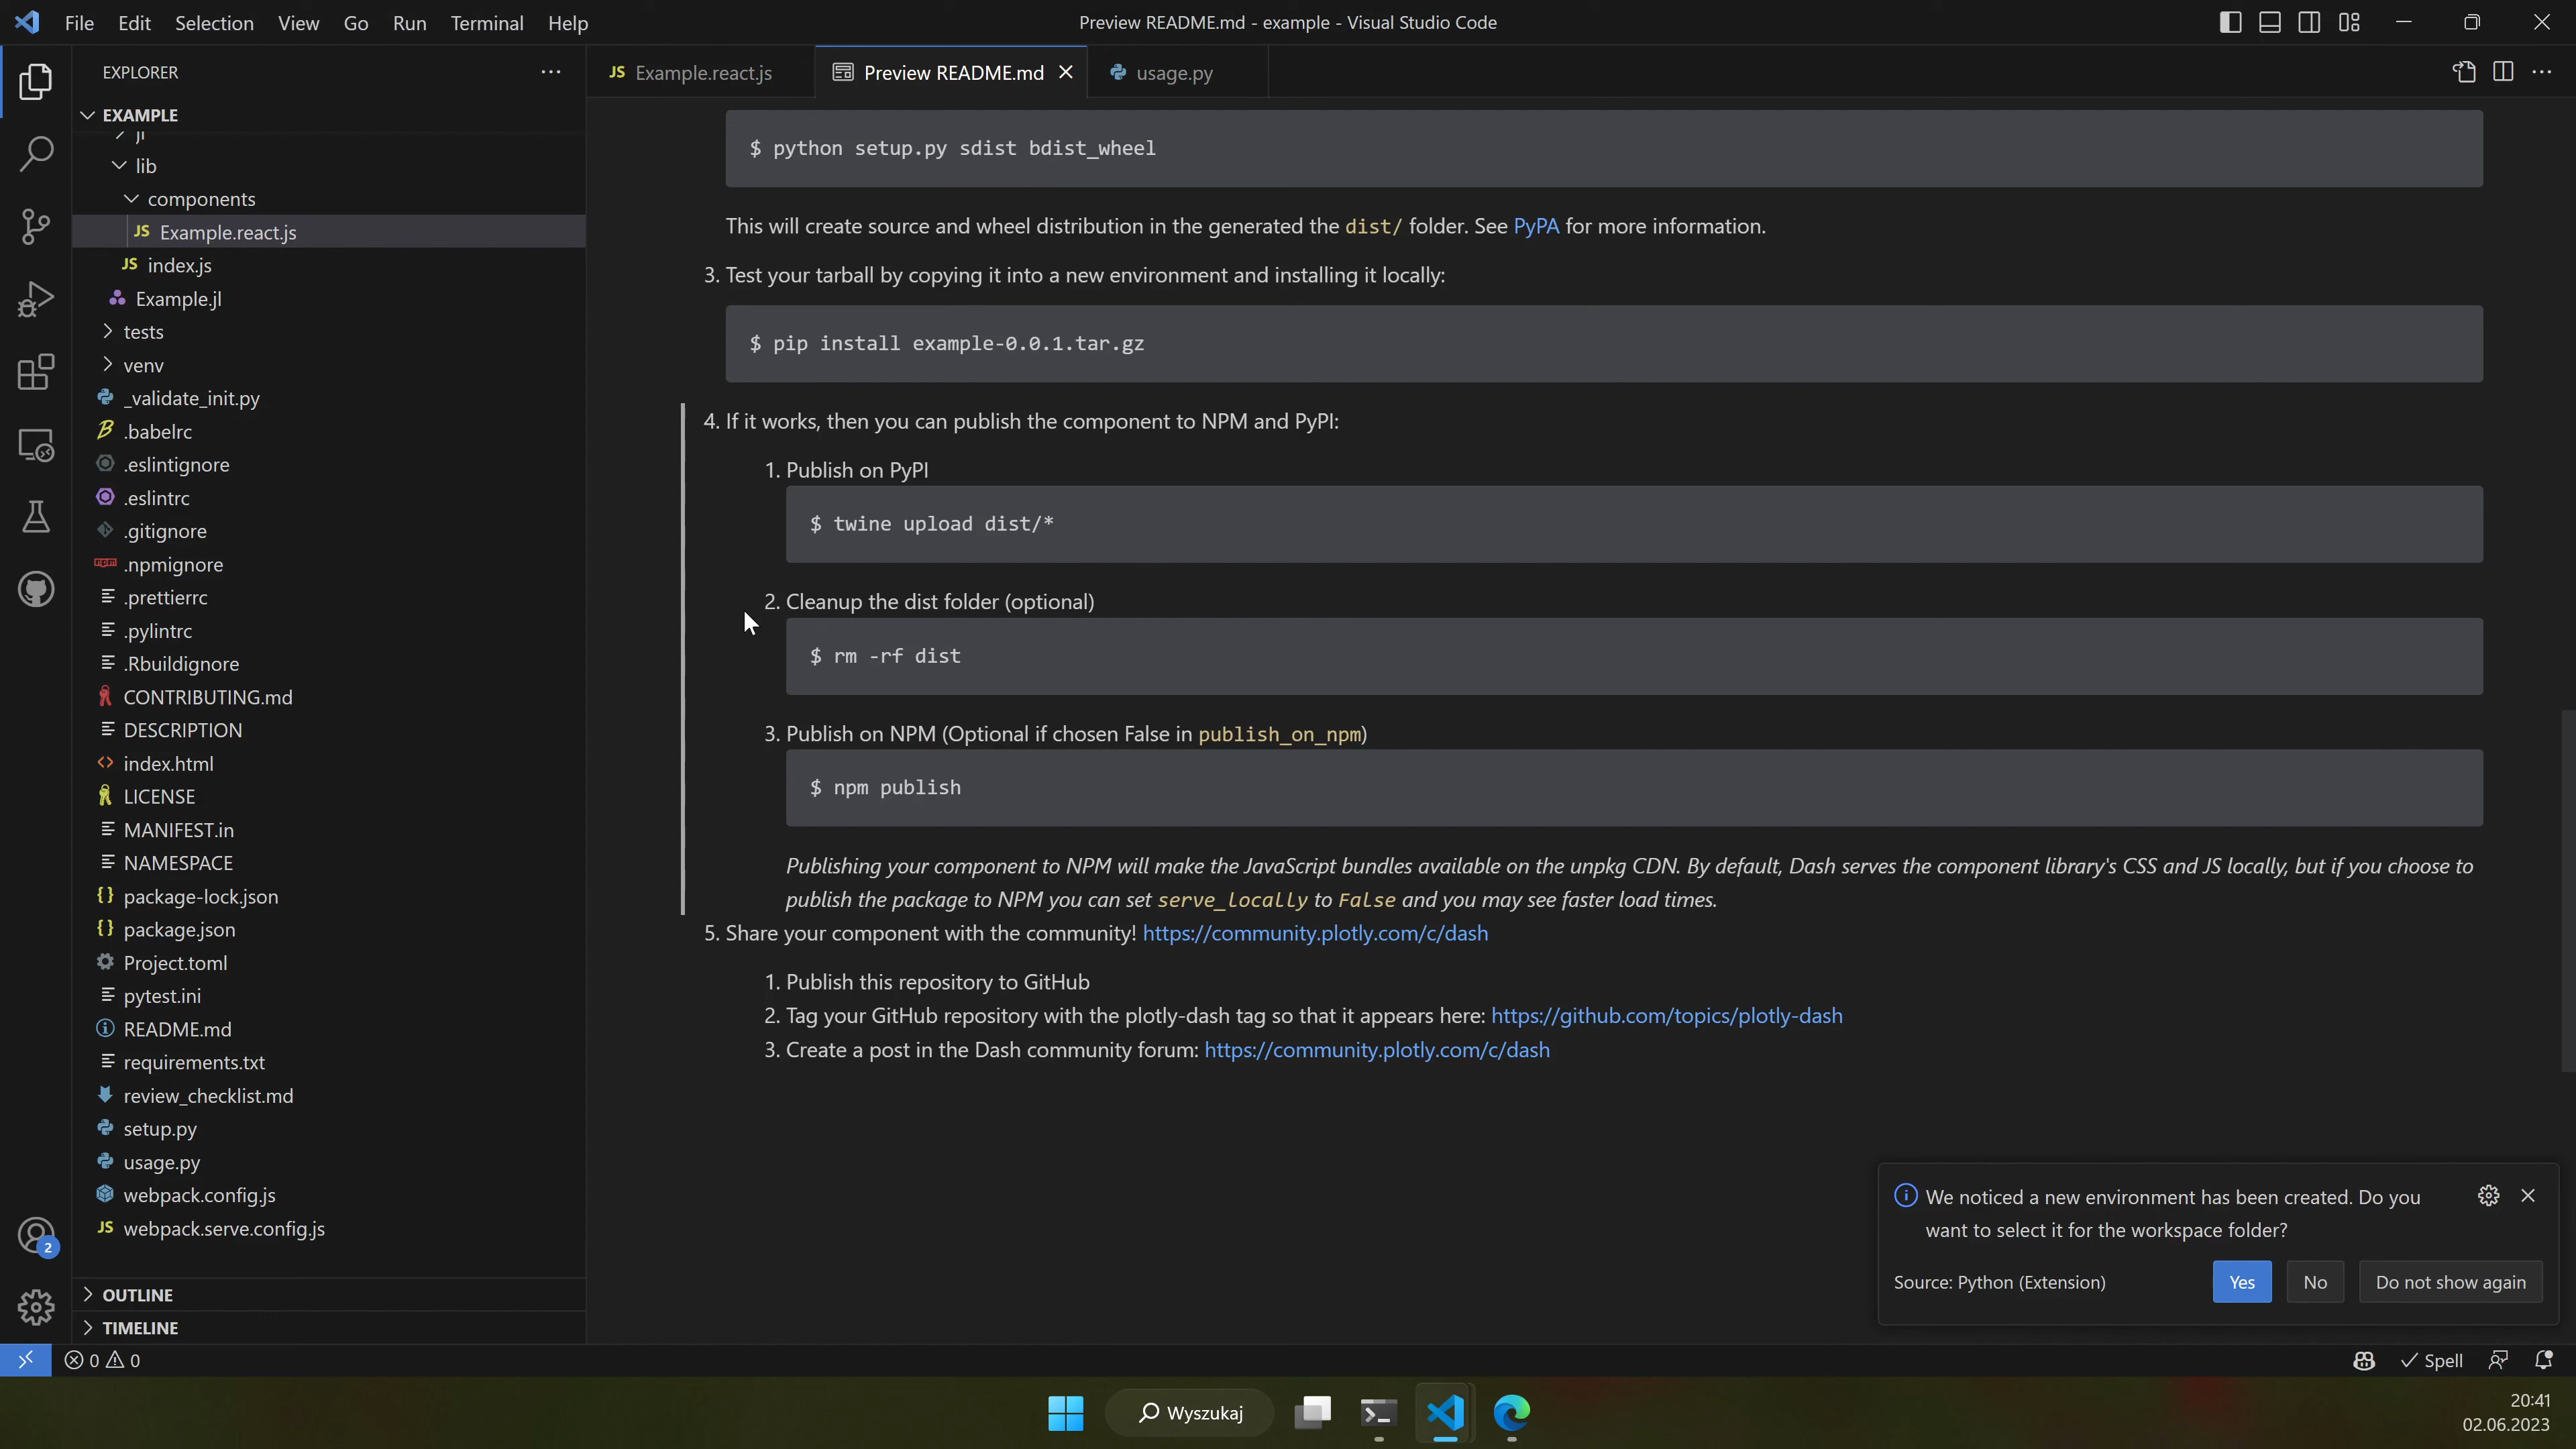 File Edit Selection View Go Run Terminal Help
Preview README.md - example - Visual Studio Code
EXPLORER
EXAMPLE
lib
components
JS Example.react.js
JS index.js
Example.jl
tests
venv
_validate_init.py
.babelrc
.eslintignore
.eslintrc
.gitignore
.npmignore
.prettierrc
.pylintrc
.Rbuildignore
CONTRIBUTING.md
DESCRIPTION
index.html
LICENSE
MANIFEST.in
NAMESPACE
package-lock.json
package.json
Project.toml
pytest.ini
README.md
requirements.txt
review_checklist.md
setup.py
usage.py
webpack.config.js
JS webpack.serve.config.js
OUTLINE
TIMELINE
JS Example.react.js
Preview README.md
usage.py
$ python setup.py sdist bdist_wheel
This will create source and wheel distribution in the generated the dist/ folder. See PyPA for more information.
3. Test your tarball by copying it into a new environment and installing it locally:
$ pip install example-0.0.1.tar.gz
4. If it works, then you can publish the component to NPM and PyPI:
1. Publish on PyPI
$ twine upload dist/*
2. Cleanup the dist folder (optional)
$ rm -rf dist
3. Publish on NPM (Optional if chosen False in publish_on_npm)
$ npm publish
Publishing your component to NPM will make the JavaScript bundles available on the unpkg CDN. By default, Dash serves the component library's CSS and JS locally, but if you choose to
publish the package to NPM you can set serve_locally to False and you may see faster load times.
5. Share your component with the community! https://community.plotly.com/c/dash
1. Publish this repository to GitHub
2. Tag your GitHub repository with the plotly-dash tag so that it appears here: https://github.com/topics/plotly-dash
3. Create a post in the Dash community forum: https://community.plotly.com/c/dash
We noticed a new environment has been created. Do you
want to select it for the workspace folder?
Source: Python (Extension)
Yes
No
Do not show again
2
0 0
Spell
Wyszukaj
20:41
02.06.2023